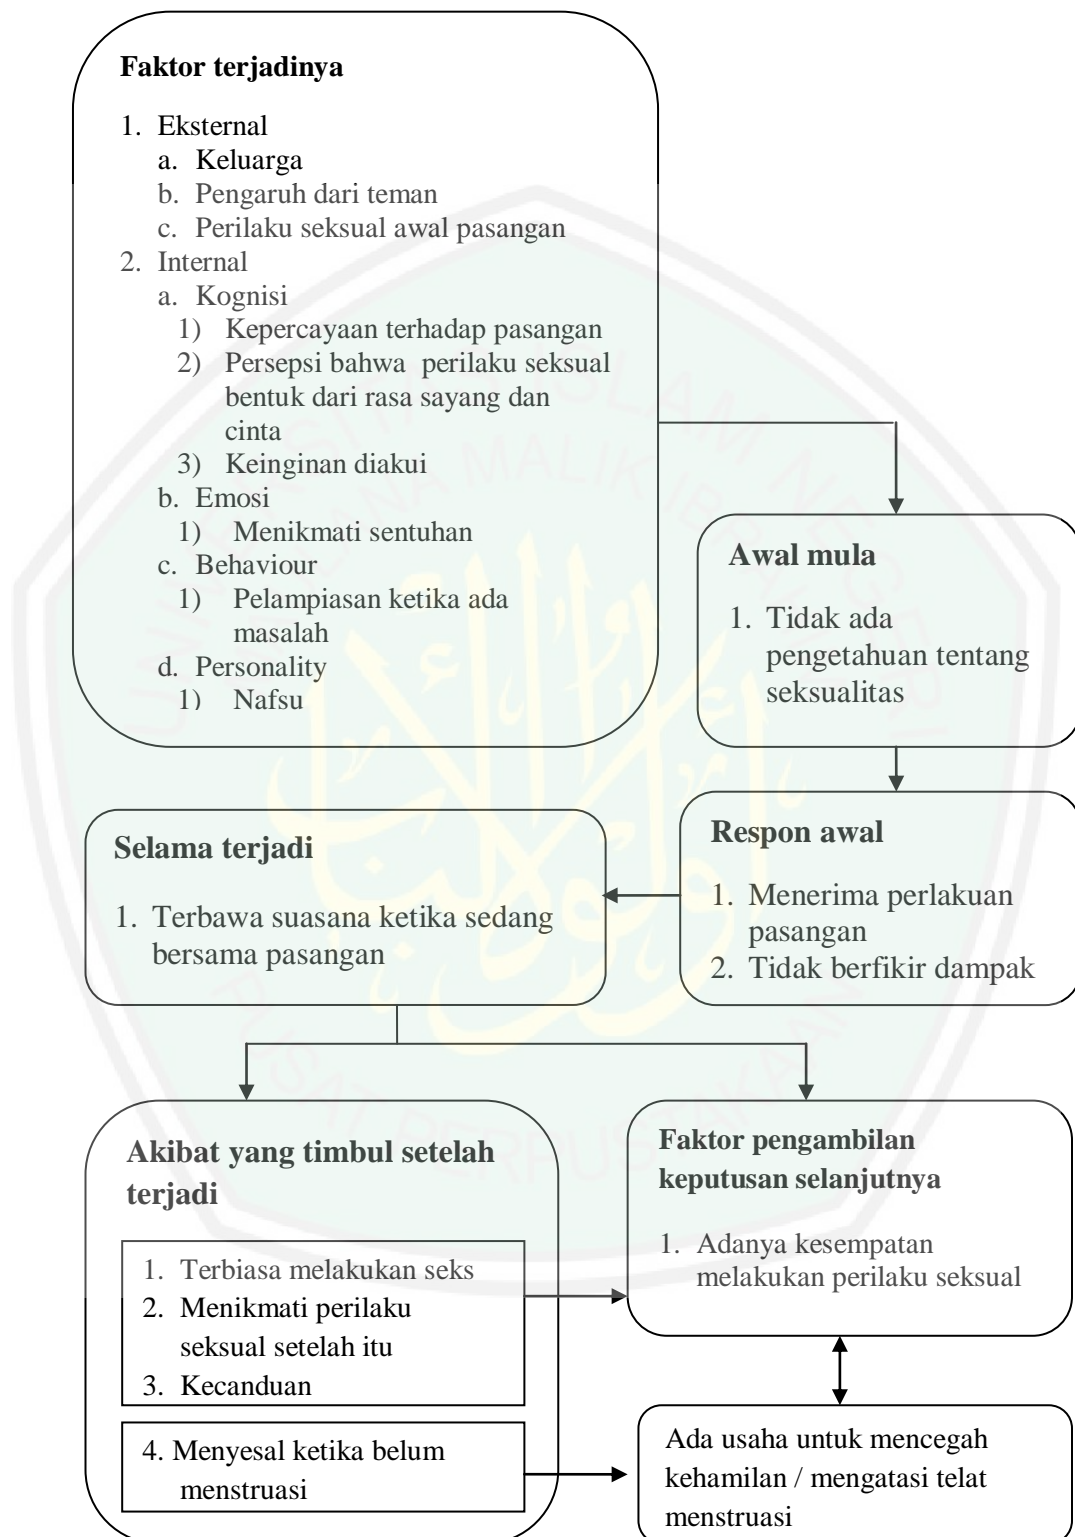 Faktor terjadinya
1. Eksternal
a. Keluarga
b. Pengaruh dari teman
c. Perilaku seksual awal pasangan
2. Internal
a. Kognisi
1) Kepercayaan terhadap pasangan
2) Persepsi bahwa perilaku seksual
bentuk dari rasa sayang dan
cinta
3) Keinginan diakui
b. Emosi
1) Menikmati sentuhan
c. Behaviour
1) Pelampiasan ketika ada
masalah
d. Personality
1) Nafsu
Awal mula
1. Tidak ada
pengetahuan tentang
seksualitas
Respon awal
1. Menerima perlakuan
pasangan
2. Tidak berfikir dampak
Selama terjadi
1. Terbawa suasana ketika sedang
bersama pasangan
Akibat yang timbul setelah
terjadi
1. Terbiasa melakukan seks
2. Menikmati perilaku
seksual setelah itu
3. Kecanduan
4. Menyesal ketika belum
menstruasi
Faktor pengambilan
keputusan selanjutnya
1. Adanya kesempatan
melakukan perilaku seksual
Ada usaha untuk mencegah
kehamilan / mengatasi telat
menstruasi
PUSAT PERPUSTAKAAN